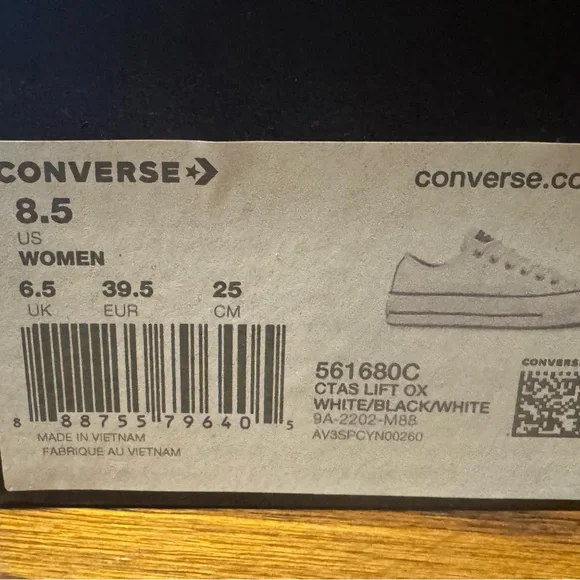 CONVERSE
converse.co
8.5
US
WOMEN
6.5 39.5 25
UK EUR CM
8 88755 79640 5
MADE IN VIETNAM
FABRIQUE AU VIETNAM
561680C
CTAS LIFT OX
WHITE/BLACK/WHITE
9A-2202-M88
AV3SPCYN00260
CONVERS